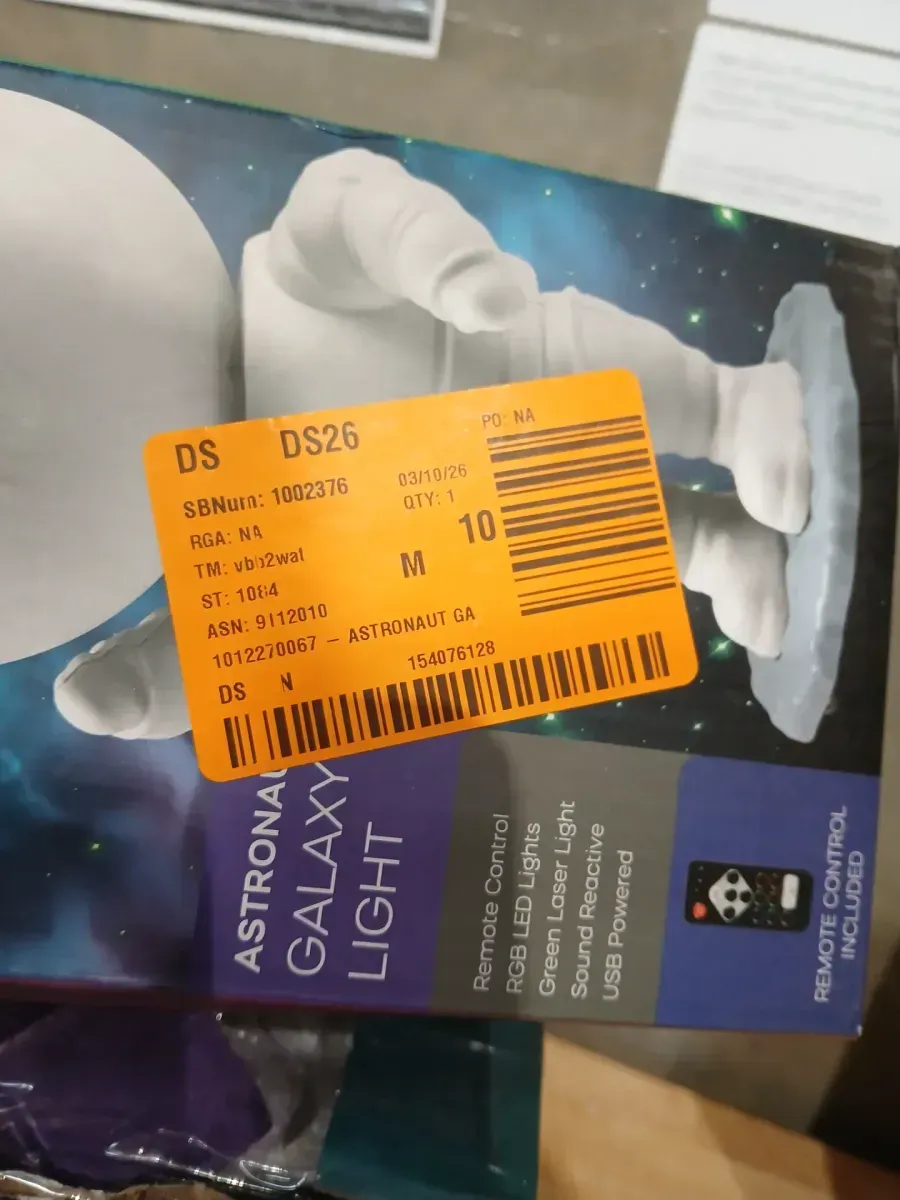 DS DS26
PO: NA
SBNum: 1002376
03/10/26
RGA: NA
QTY: 1
TM: vbb2wal
M
10
ST: 1084
ASN: 9112010
1012270067 – ASTRONAUT GA
DS N
154076128
ASTRONAU
GALAXY
LIGHT
Remote Control
RGB LED Lights
Green Laser Light
Sound Reactive
USB Powered
REMOTE CONTROL
INCLUDED